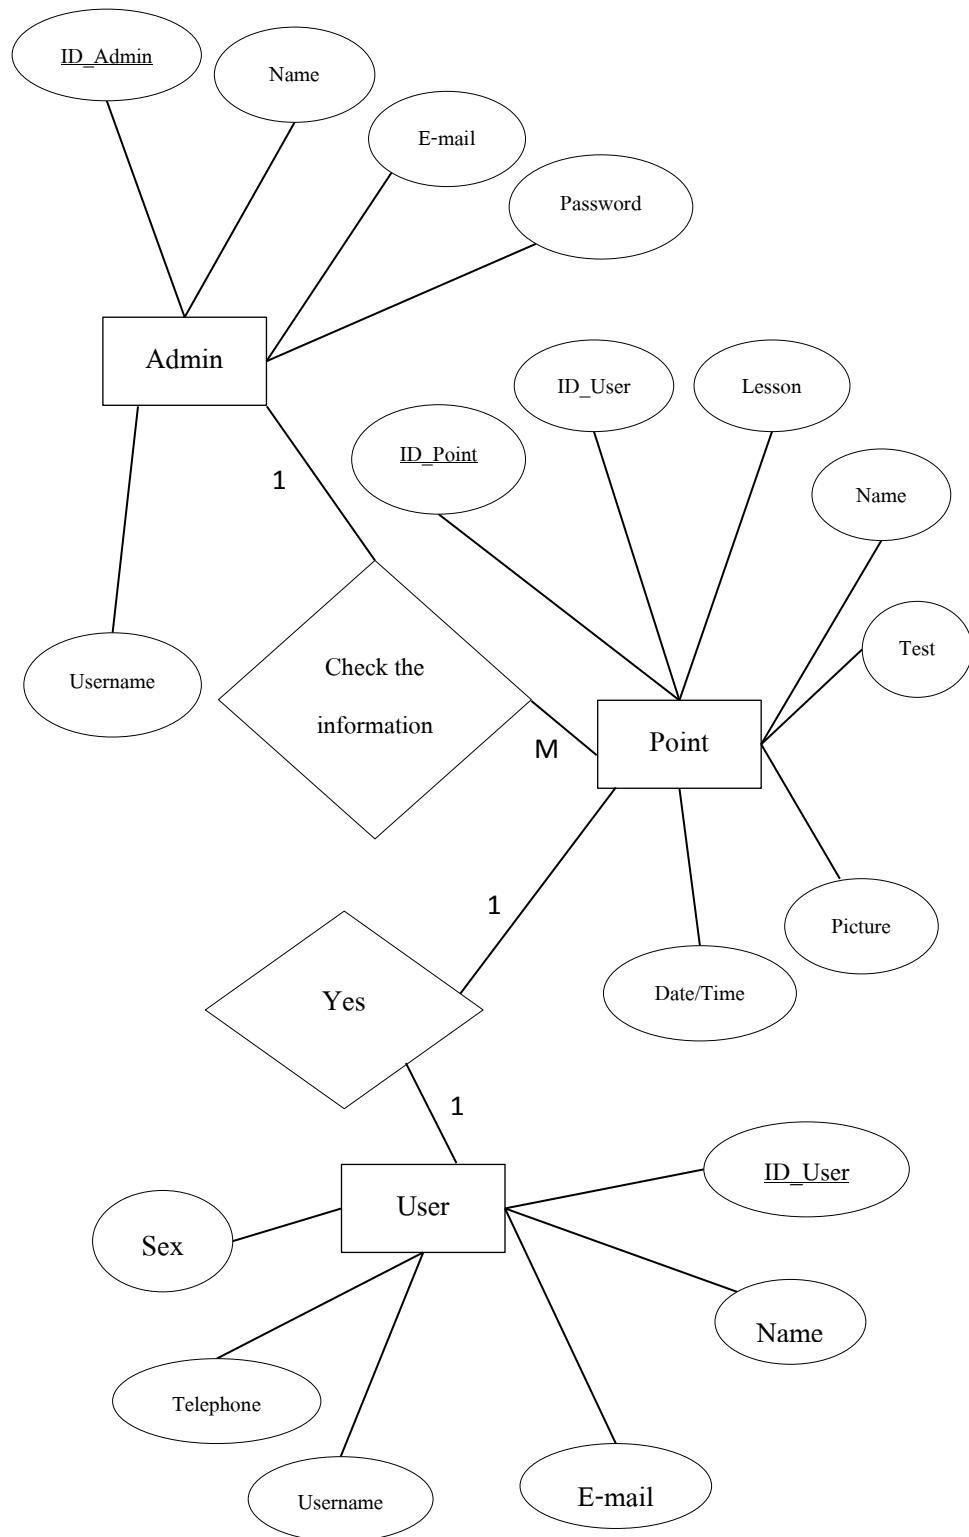 ID_Admin
Name
E-mail
Password
Admin
ID_User
Lesson
ID_Point
1
Name
Test
Check the
information
Username
Point
M
1
Picture
Yes
Date/Time
1
ID_User
User
Sex
Name
Telephone
E-mail
Username